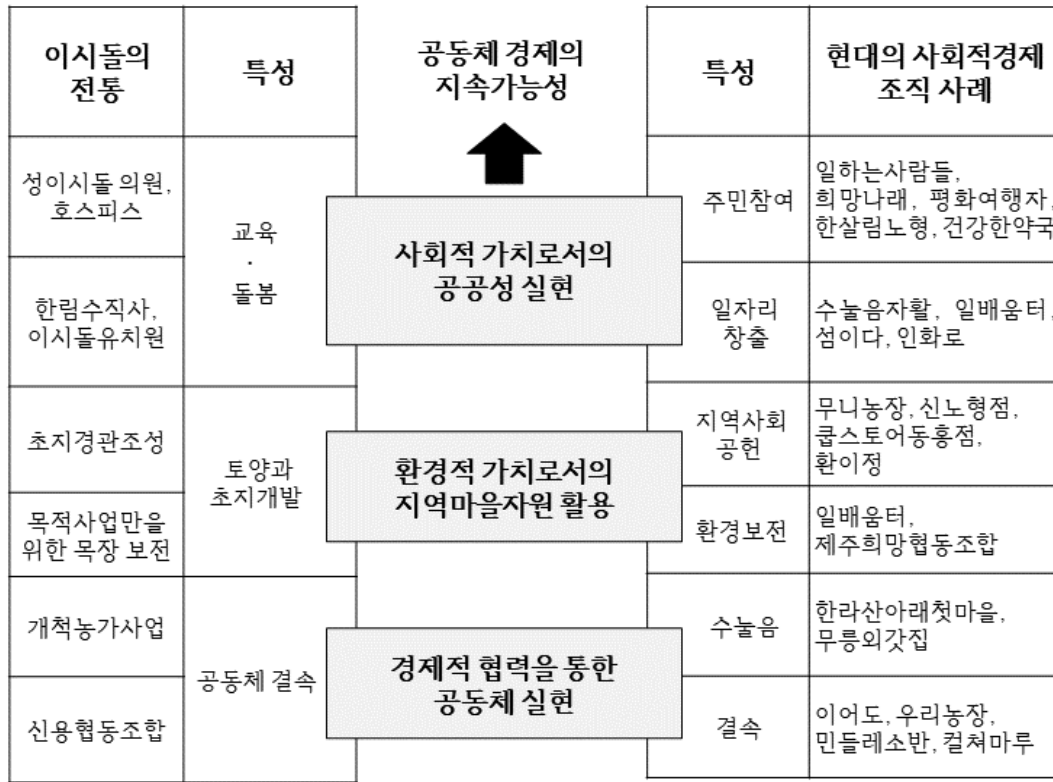 이시돌의
전통
특성
공동체 경제의
지속가능성
특성
현대의 사회적경제
조직 사례
성이시돌 의원,
호스피스
교육
·
돌봄
한림수직사,
이시돌유치원
사회적 가치로서의
공공성 실현
주민참여
일하는사람들,
희망나래, 평화여행자,
한살림노형, 건강한약국
일자리
창출
수눌음자활, 일배움터,
섬이다, 인화로
초지경관조성
토양과
초지개발
목적사업만을
위한 목장 보전
환경적 가치로서의
지역마을자원 활용
지역사회
공헌
무니농장, 신노형점,
쿱스토어동홍점,
환이정
환경보전
일배움터,
제주희망협동조합
개척농가사업
공동체 결속
신용협동조합
경제적 협력을 통한
공동체 실현
수눌음
한라산아래첫마을,
무릉외갓집
결속
이어도, 우리농장,
민들레소반, 컬쳐마루